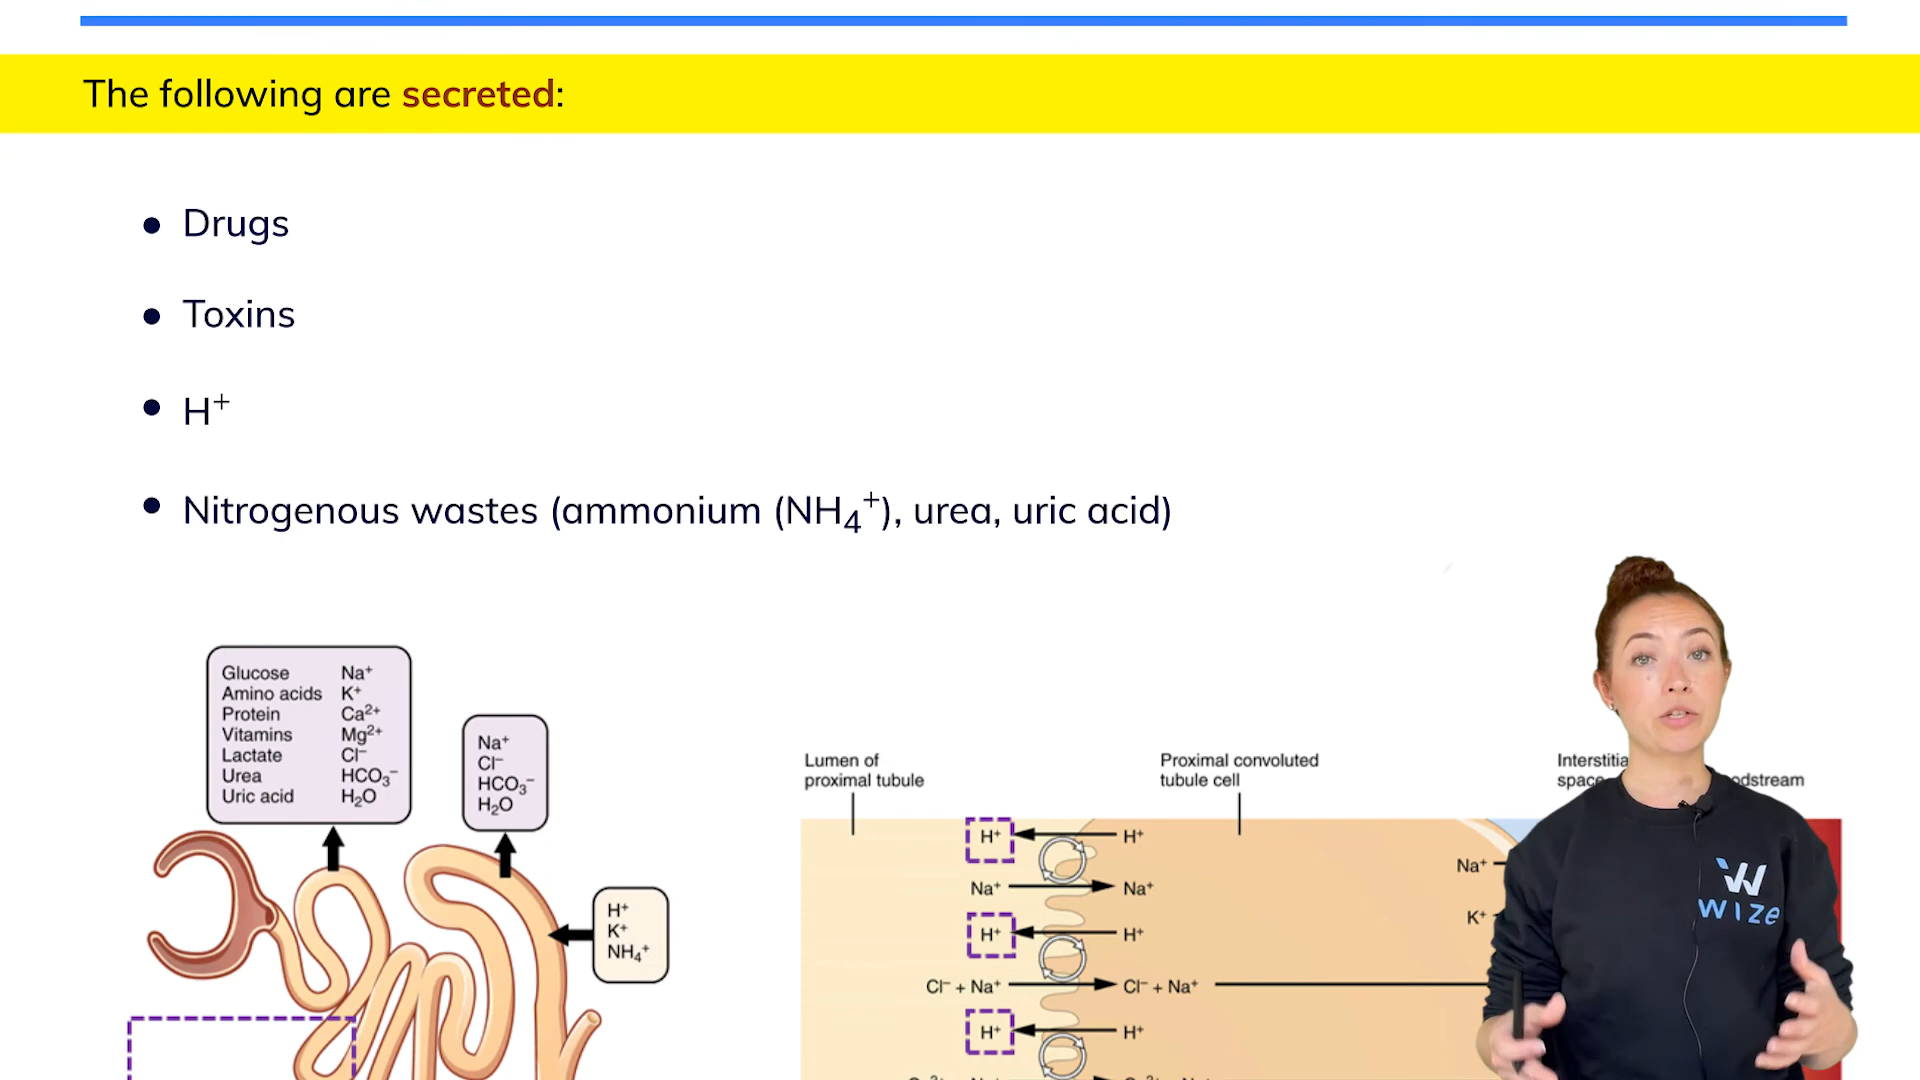 The following are secreted:
• Drugs
• Toxins
• H⁺
• Nitrogenous wastes (ammonium (NH₄⁺), urea, uric acid)
Glucose Na⁺
Amino acids K⁺
Protein Ca²⁺
Vitamins Mg²⁺
Lactate Cl⁻
Urea HCO₃⁻
Uric acid H₂O
Na⁺
Cl⁻
HCO₃⁻
H₂O
H⁺
K⁺
NH₄⁺
Lumen of
proximal tubule
Proximal convoluted
tubule cell
space
H⁺ H⁺
Na⁺ Na⁺
H⁺ H⁺
Cl⁻ + Na⁺ Cl⁻ + Na⁺
H⁺ H⁺
Na⁺
K⁺
WIZE